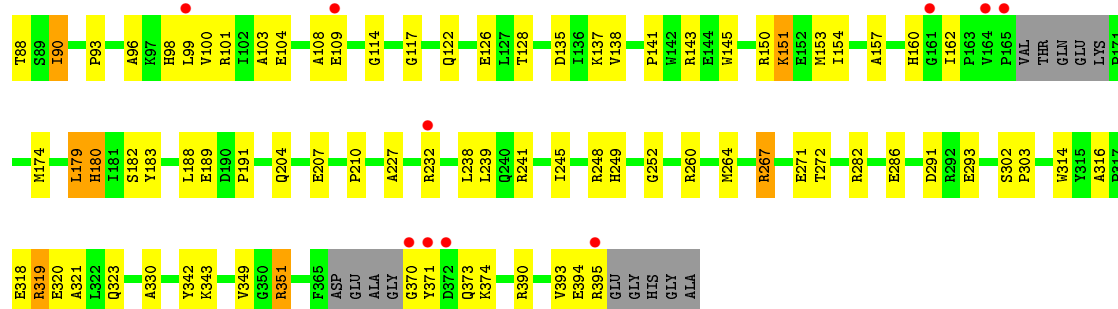 T88 S89 I90 P93 A96 K97 H98 L99 V100 R101 I102 A103 E104 A108 E109 G114 G117 Q122 E126 L127 T128 D135 I136 K137 V138 P141 W142 R143 E144 W145 R150 K151 E152 M153 I154 A157 H160 G161 I162 P163 V164 P165 VAL THR GLN GLU LYS P171
M174 L179 H180 I181 S182 Y183 L188 E189 D190 P191 Q204 E207 P210 A227 R232 L238 L239 Q240 R241 I245 R248 H249 G252 R260 M264 R267 E271 T272 R282 E286 D291 R292 E293 S302 P303 W314 Y315 A316 P317
E318 R319 E320 A321 L322 Q323 A330 Y342 K343 V349 G350 R351 F365 ASP GLU ALA GLY G370 Y371 D372 Q373 K374 R390 V393 E394 R395 GLU GLY HIS GLY ALA